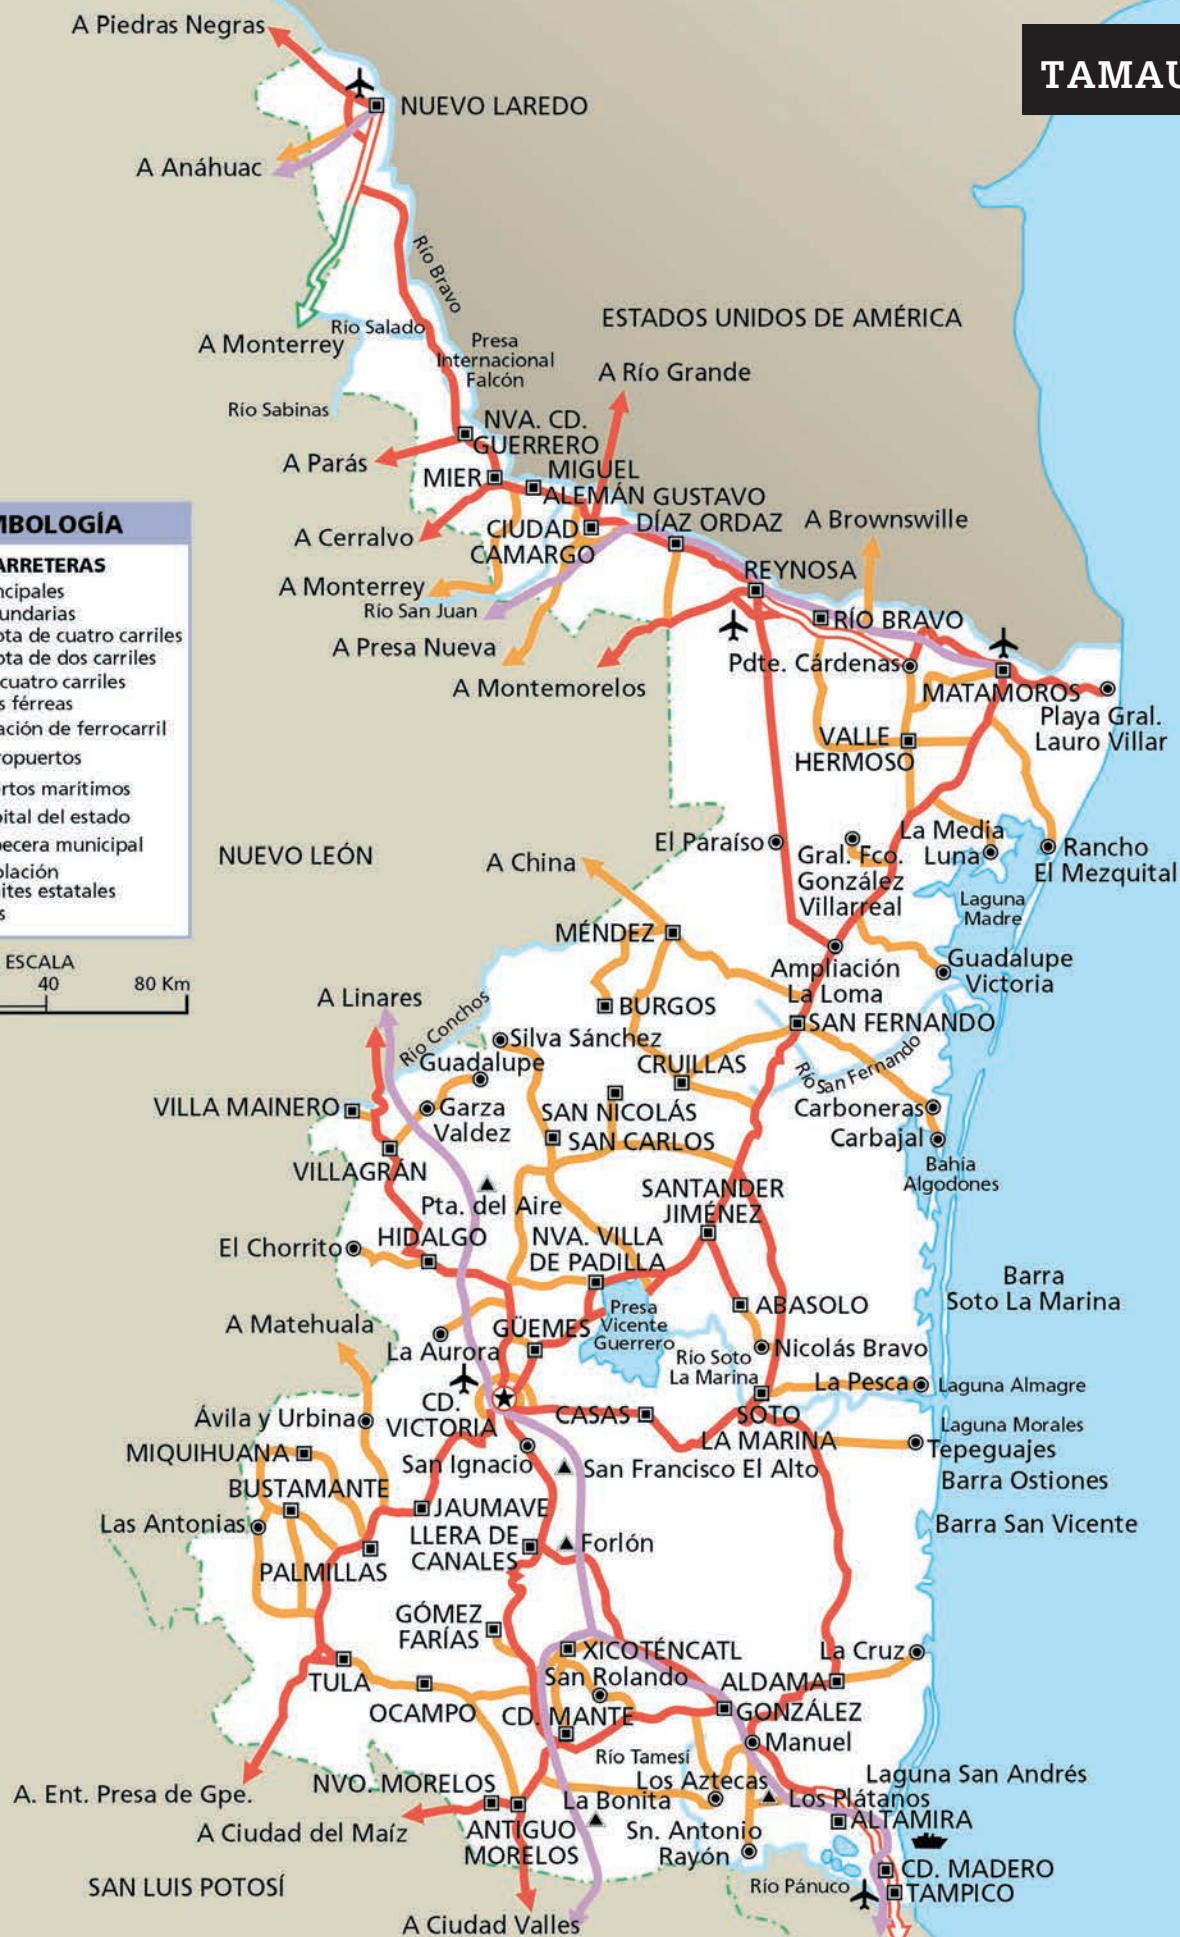 A Piedras Negras
TAMAU
NUEVO LAREDO
A Anáhuac
Río Bravo
ESTADOS UNIDOS DE AMÉRICA
Río Salado
A Monterrey
Presa
Internacional
Falcón
A Río Grande
Río Sabinas
NVA. CD.
GUERRERO
A Parás
MIER
MIGUEL
ALEMÁN
GUSTAVO
DÍAZ ORDAZ
A Brownswille
A Cerralvo
CIUDAD
CAMARGO
A Monterrey
Río San Juan
REYNOSA
RÍO BRAVO
A Presa Nueva
Pdte. Cárdenas
A Montemorelos
MATAMOROS
Playa Gral.
Lauro Villar
VALLE
HERMOSO
MBOLOGÍA
ARRETERAS
ncipales
undarias
ota de cuatro carriles
ota de dos carriles
cuatro carriles
s férreas
ación de ferrocarril
ropuertos
rtos marítimos
pital del estado
pecera municipal
olación
ites estatales
s
ESCALA
40
80 Km
NUEVO LEÓN
El Paraíso
A China
Gral. Fco.
González
Villarreal
La Media
Luna
Rancho
El Mezquital
Laguna
Madre
MÉNDEZ
Ampliación
La Loma
Guadalupe
Victoria
A Linares
BURGOS
SAN FERNANDO
Río Conchos
Silva Sánchez
Guadalupe
CRUILLAS
Río San Fernando
VILLA MAINERO
Garza
Valdez
SAN NICOLÁS
SAN CARLOS
Carboneras
Carbajal
Bahía
Algodones
VILLAGRÁN
Pta. del Aire
SANTANDER
JIMÉNEZ
El Chorrito
HIDALGO
NVA. VILLA
DE PADILLA
Barra
Soto La Marina
Presa
Vicente
Guerrero
ABASOLO
A Matehuala
GÜEMES
La Aurora
Nicolás Bravo
Río Soto
La Marina
La Pesca
Laguna Almagre
CD.
VICTORIA
CASAS
SOTO
LA MARINA
Ávila y Urbina
Laguna Morales
Tepeguajes
MIQUIHUANA
San Ignacio
San Francisco El Alto
Barra Ostiones
BUSTAMANTE
JAUMAVE
Las Antonias
LLERA DE
CANALES
Forlón
Barra San Vicente
PALMILLAS
GÓMEZ
FARÍAS
XICOTÉNCATL
La Cruz
TULA
San Rolando
ALDAMA
OCAMPO
CD. MANTE
GONZÁLEZ
Manuel
Río Tamesí
A. Ent. Presa de Gpe.
NVO. MORELOS
Los Aztecas
Laguna San Andrés
La Bonita
Los Plátanos
A Ciudad del Maíz
ANTIGUO
MORELOS
Sn. Antonio
Rayón
ALTAMIRA
CD. MADERO
SAN LUIS POTOSÍ
Río Pánuco
TAMPICO
A Ciudad Valles